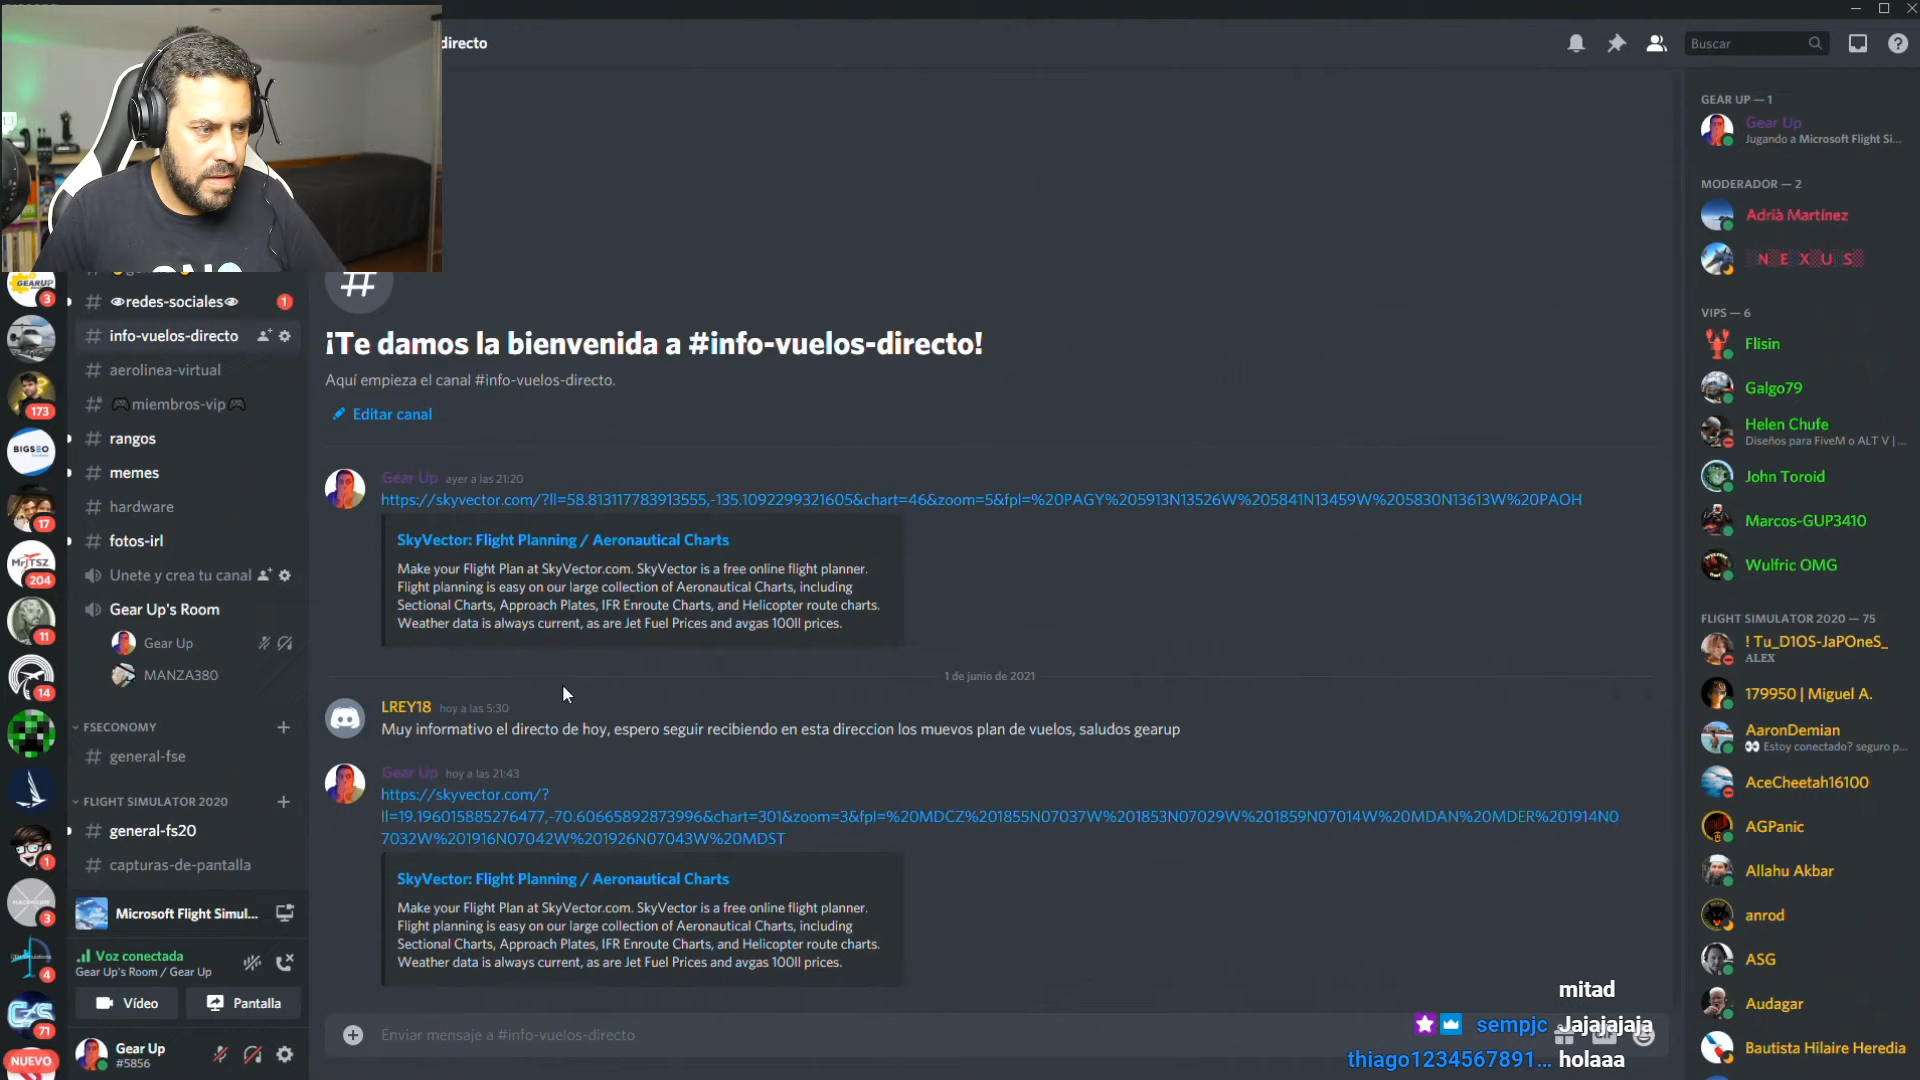 directo
Buscar
GEARUP
3
173
BIGSEO
17
MrTTSZ
204
11
14
1
3
4
71
NUEVO
# 👁redes-sociales👁
1
# info-vuelos-directo
# aerolinea-virtual
# 🎮miembros-vip🎮
# rangos
# memes
# hardware
# fotos-irl
Unete y crea tu canal
Gear Up's Room
Gear Up
MANZA380
FSECONOMY
# general-fse
FLIGHT SIMULATOR 2020
# general-fs20
# capturas-de-pantalla
Microsoft Flight Simul...
Voz conectada
Gear Up's Room / Gear Up
Vídeo
Pantalla
Gear Up
#5856
#
¡Te damos la bienvenida a #info-vuelos-directo!
Aquí empieza el canal #info-vuelos-directo.
Editar canal
Gear Up ayer a las 21:20
https://skyvector.com/?ll=58.813117783913555,-135.1092299321605&chart=46&zoom=5&fpl=%20PAGY%205913N13526W%205841N13459W%205830N13613W%20PAOH
SkyVector: Flight Planning / Aeronautical Charts
Make your Flight Plan at SkyVector.com. SkyVector is a free online flight planner.
Flight planning is easy on our large collection of Aeronautical Charts, including
Sectional Charts, Approach Plates, IFR Enroute Charts, and Helicopter route charts.
Weather data is always current, as are Jet Fuel Prices and avgas 100ll prices.
1 de junio de 2021
LREY18 hoy a las 5:30
Muy informativo el directo de hoy, espero seguir recibiendo en esta direccion los muevos plan de vuelos, saludos gearup
Gear Up hoy a las 21:43
https://skyvector.com/?
ll=19.196015885276477,-70.60665892873996&chart=301&zoom=3&fpl=%20MDCZ%201855N07037W%201853N07029W%201859N07014W%20MDAN%20MDER%201914N0
7032W%201916N07042W%201926N07043W%20MDST
SkyVector: Flight Planning / Aeronautical Charts
Make your Flight Plan at SkyVector.com. SkyVector is a free online flight planner.
Flight planning is easy on our large collection of Aeronautical Charts, including
Sectional Charts, Approach Plates, IFR Enroute Charts, and Helicopter route charts.
Weather data is always current, as are Jet Fuel Prices and avgas 100ll prices.
Enviar mensaje a #info-vuelos-directo
mitad
sempjc Jajajajaja
thiago1234567891... holaaa
GEAR UP — 1
Gear Up
Jugando a Microsoft Flight Si...
MODERADOR — 2
Adrià Martínez
N E X U S
VIPS — 6
Flisin
Galgo79
Helen Chufe
Diseños para FiveM o ALT V | ...
John Toroid
Marcos-GUP3410
Wulfric OMG
FLIGHT SIMULATOR 2020 — 75
! Tu_D1OS-JaPOneS_
ALEX
179950 | Miguel A.
AaronDemian
👀 Estoy conectado? seguro p...
AceCheetah16100
AGPanic
Allahu Akbar
anrod
ASG
Audagar
Bautista Hilaire Heredia